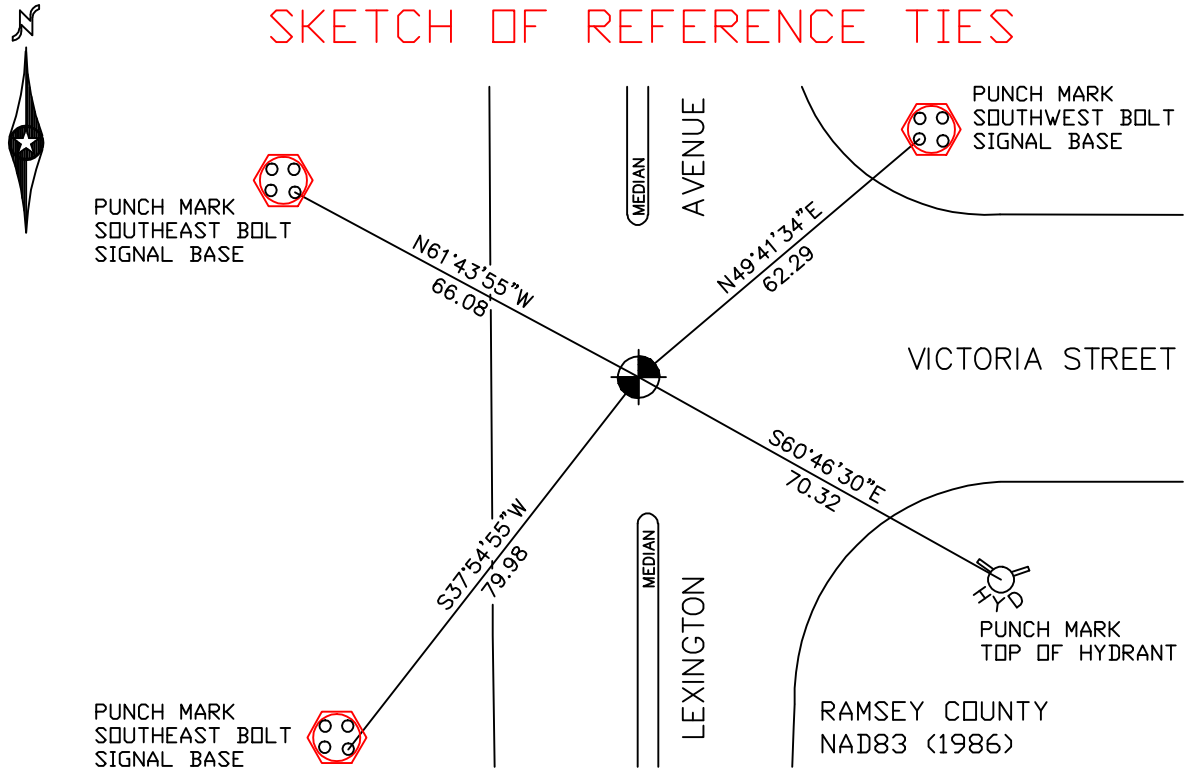 N
SKETCH OF REFERENCE TIES
PUNCH MARK
SOUTHWEST BOLT
SIGNAL BASE
AVENUE
MEDIAN
PUNCH MARK
SOUTHEAST BOLT
SIGNAL BASE
N61°43'55"W
66.08
N49°41'34"E
62.29
VICTORIA STREET
S60°46'30"E
70.32
S37°54'55"W
79.98
MEDIAN
LEXINGTON
HYD
PUNCH MARK
TOP OF HYDRANT
PUNCH MARK
SOUTHEAST BOLT
SIGNAL BASE
RAMSEY COUNTY
NAD83 (1986)